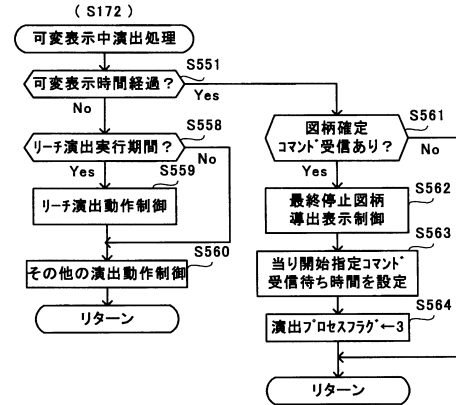 (S172)
可変表示中演出処理
S551
可変表示時間経過?
Yes
No
S558
リーチ演出実行期間?
Yes
No
S559
リーチ演出動作制御
S560
その他の演出動作制御
リターン
S561
図柄確定
コマンド受信あり?
No
Yes
S562
最終停止図柄
導出表示制御
S563
当り開始指定コマンド
受信待ち時間を設定
S564
演出プロセスフラグ←3
リターン